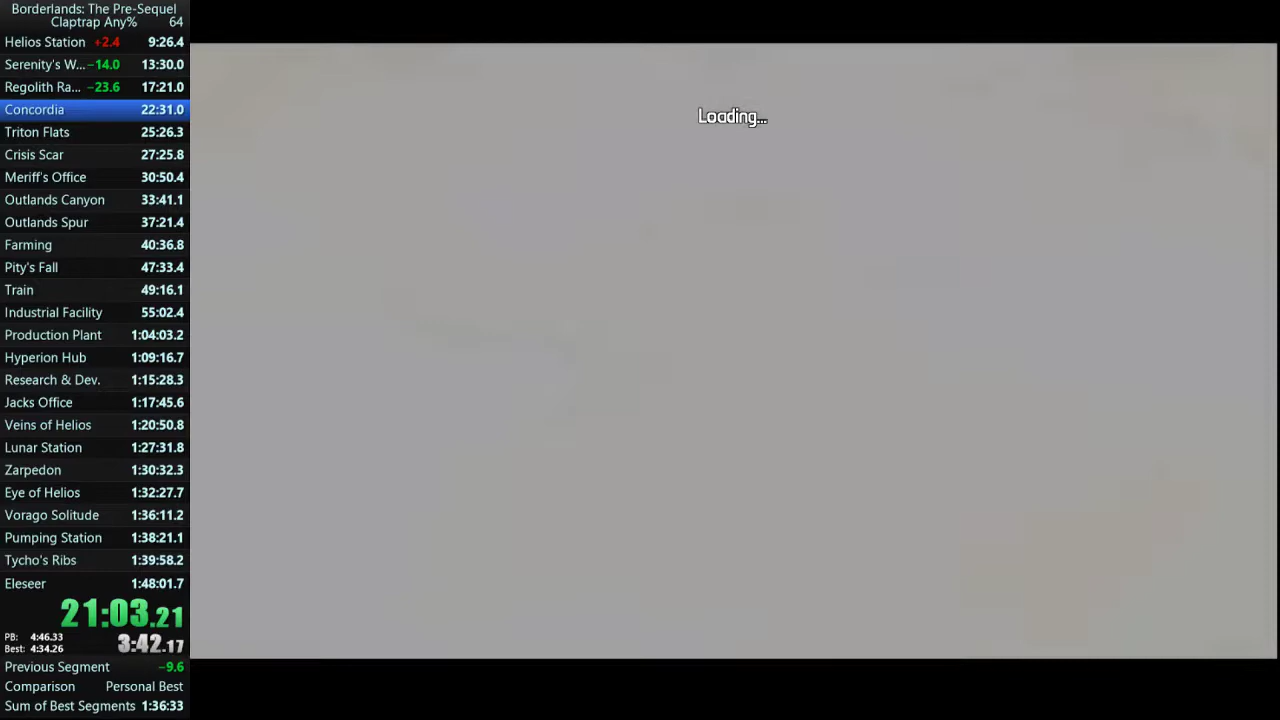 Borderlands: The Pre-Sequel
Claptrap Any% 64
Helios Station +2.4 9:26.4
Serenity's W... −14.0 13:30.0
Regolith Ra... −23.6 17:21.0
Concordia 22:31.0
Triton Flats 25:26.3
Crisis Scar 27:25.8
Meriff's Office 30:50.4
Outlands Canyon 33:41.1
Outlands Spur 37:21.4
Farming 40:36.8
Pity's Fall 47:33.4
Train 49:16.1
Industrial Facility 55:02.4
Production Plant 1:04:03.2
Hyperion Hub 1:09:16.7
Research & Dev. 1:15:28.3
Jacks Office 1:17:45.6
Veins of Helios 1:20:50.8
Lunar Station 1:27:31.8
Zarpedon 1:30:32.3
Eye of Helios 1:32:27.7
Vorago Solitude 1:36:11.2
Pumping Station 1:38:21.1
Tycho's Ribs 1:39:58.2
Eleseer 1:48:01.7
21:03.21
PB: 4:46.33
Best: 4:34.26
3:42.17
Previous Segment −9.6
Comparison Personal Best
Sum of Best Segments 1:36:33
Loading...